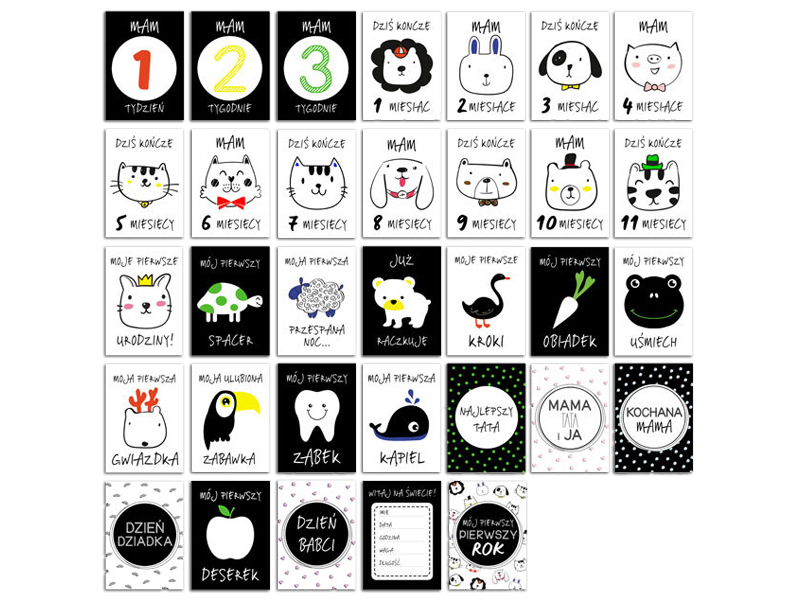 MAM
1
TYDZIEŃ
MAM
2
TYGODNIE
MAM
3
TYGODNIE
DZIŚ KOŃCZĘ
1 MIESIĄC
MAM
2 MIESIĄCE
DZIŚ KOŃCZĘ
3 MIESIĄC
MAM
4 MIESIĄCE
DZIŚ KOŃCZĘ
5 MIESIĘCY
MAM
6 MIESIĘCY
DZIŚ KOŃCZĘ
7 MIESIĘCY
MAM
8 MIESIĘCY
DZIŚ KOŃCZĘ
9 MIESIĘCY
MAM
10 MIESIĘCY
DZIŚ KOŃCZĘ
11 MIESIĘCY
MOJE PIERWSZE
URODZINY!
MÓJ PIERWSZY
SPACER
MOJA PIERWSZA
PRZESPANA
NOC...
JUŻ
RACZKUJĘ
MOJE PIERWSZE
KROKI
MÓJ PIERWSZY
OBIADEK
MÓJ PIERWSZY
UŚMIECH
MOJA PIERWSZA
GWIAZDKA
MOJA ULUBIONA
ZABAWKA
MÓJ PIERWSZY
ZĄBEK
MOJA PIERWSZA
KĄPIEL
NAJLEPSZY
TATA
MAMA
TATA
I JA
KOCHANA
MAMA
DZIEŃ
DZIADKA
MÓJ PIERWSZY
DESEREK
DZIEŃ
BABCI
WITAJ NA ŚWIECIE!
IMIĘ
DATA
GODZINA
WAGA
DŁUGOŚĆ
MÓJ PIERWSZY
PIERWSZY
ROK